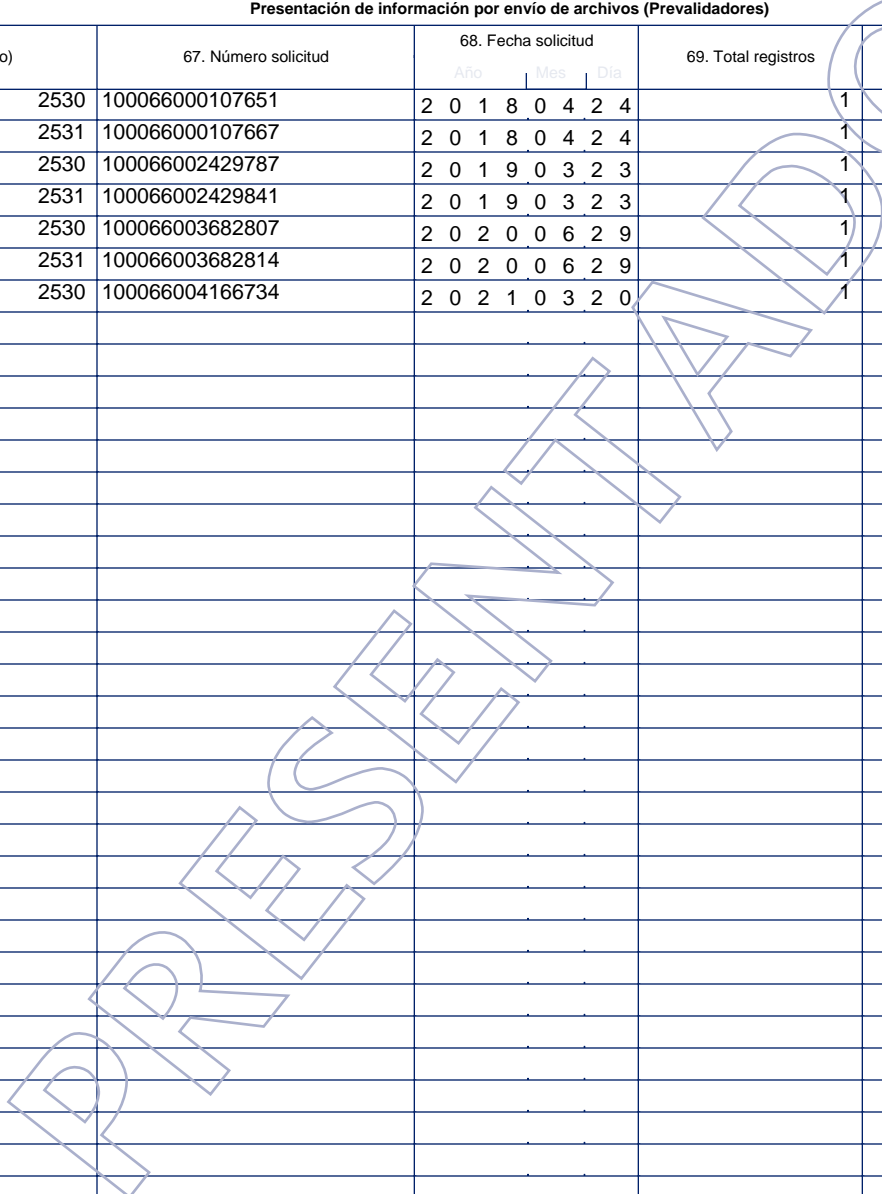 Presentación de información por envío de archivos (Prevalidadores)
o) 67. Número solicitud 68. Fecha solicitud 69. Total registros
Año Mes Día
2530 100066000107651 2 0 1 8 0 4 2 4 1
2531 100066000107667 2 0 1 8 0 4 2 4 1
2530 100066002429787 2 0 1 9 0 3 2 3 1
2531 100066002429841 2 0 1 9 0 3 2 3 1
2530 100066003682807 2 0 2 0 0 6 2 9 1
2531 100066003682814 2 0 2 0 0 6 2 9 1
2530 100066004166734 2 0 2 1 0 3 2 0 1
PRESENTADO